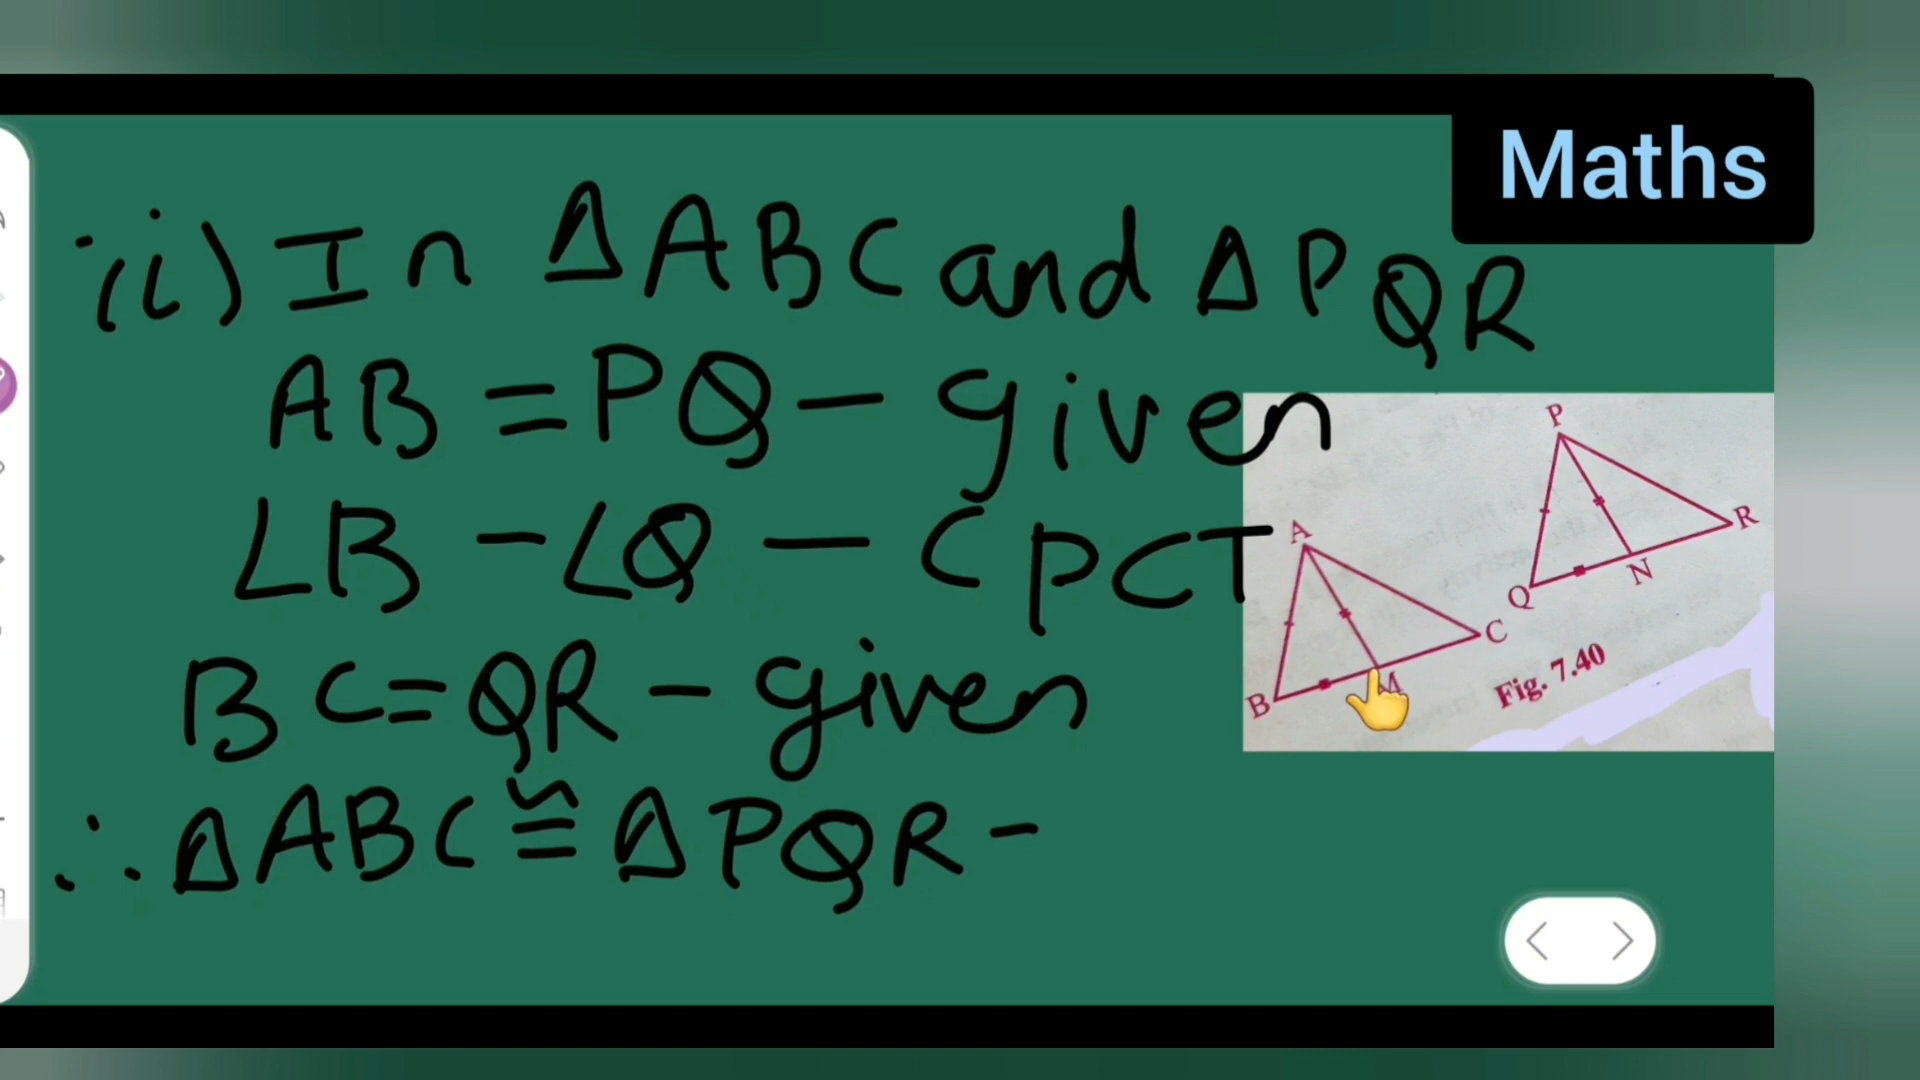 Maths
ii) In ΔABC and ΔPQR
AB = PQ - given
∠B - ∠Q - CPCT
BC = QR - given
∴ ΔABC ≅ ΔPQR -
P
R
Q
N
A
C
B
M
Fig. 7.40